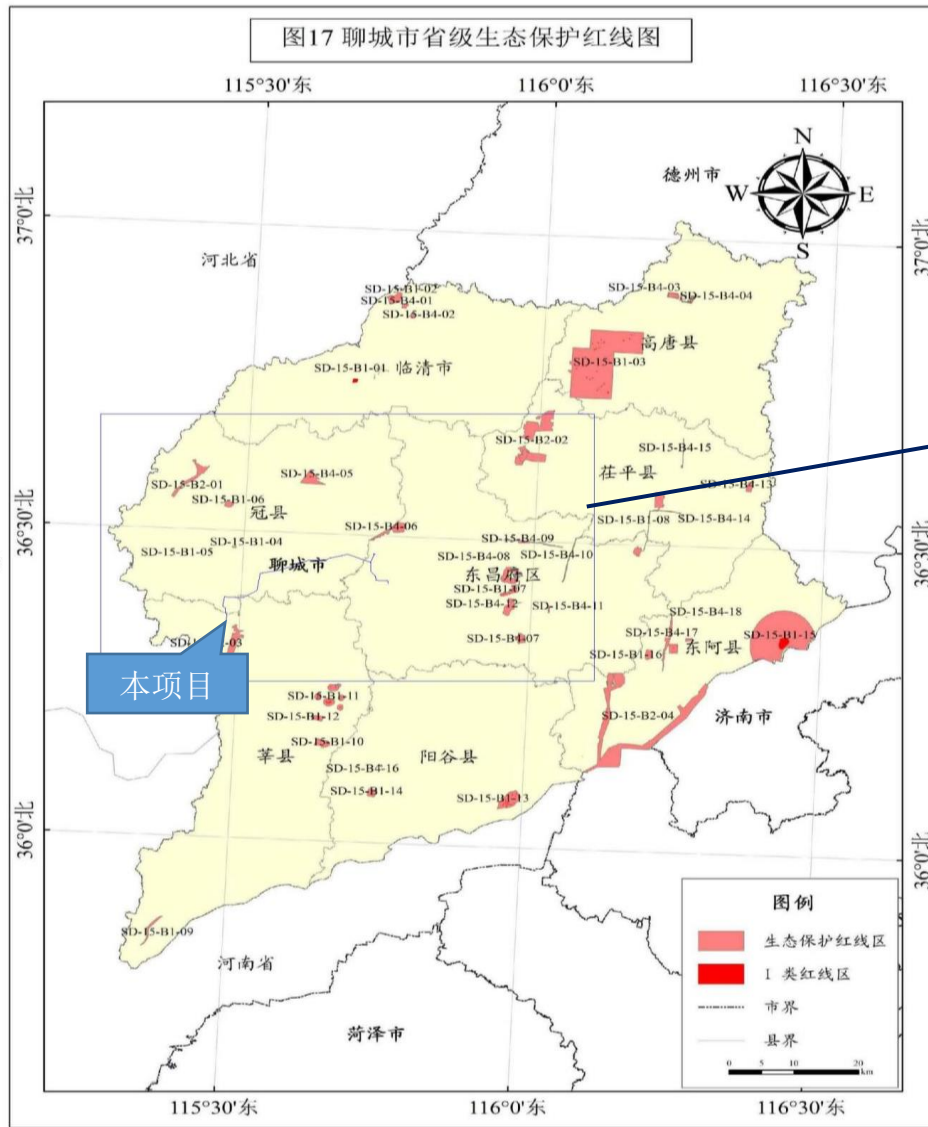 图17 聊城市省级生态保护红线图
115°30'东
116°0'东
116°30'东
N
W
E
S
德州市
37°0'北
37°0'北
河北省
SD-15-B1-02
SD-15-B4-01
SD-15-B4-02
SD-15-B4-03
SD-15-B4-04
高唐县
SD-15-B1-03
SD-15-B1-01
临清市
SD-15-B2-02
SD-15-B4-15
茌平县
SD-15-B4-05
SD-15-B2-01
SD-15-B1-06
冠县
SD-15-B4-13
SD-15-B1-08
SD-15-B4-14
36°30'北
36°30'北
SD-15-B4-06
SD-15-B1-04
SD-15-B1-05
SD-15-B4-09
SD-15-B4-08
SD-15-B4-10
聊城市
东昌府区
SD-15-B1-07
SD-15-B4-12
SD-15-B4-11
SD-15-B4-18
SD-15-B4-07
SD-15-B4-17
SD-15-B1-15
SD-15-B1-16
东阿县
本项目
SD-15-B1-11
SD-15-B1-12
SD-15-B2-04
济南市
SD-15-B1-10
莘县
阳谷县
SD-15-B4-16
SD-15-B1-14
SD-15-B1-13
36°0'北
36°0'北
SD-15-B1-09
河南省
菏泽市
图例
生态保护红线区
I 类红线区
市界
县界
0 5 10 20
km
115°30'东
116°0'东
116°30'东